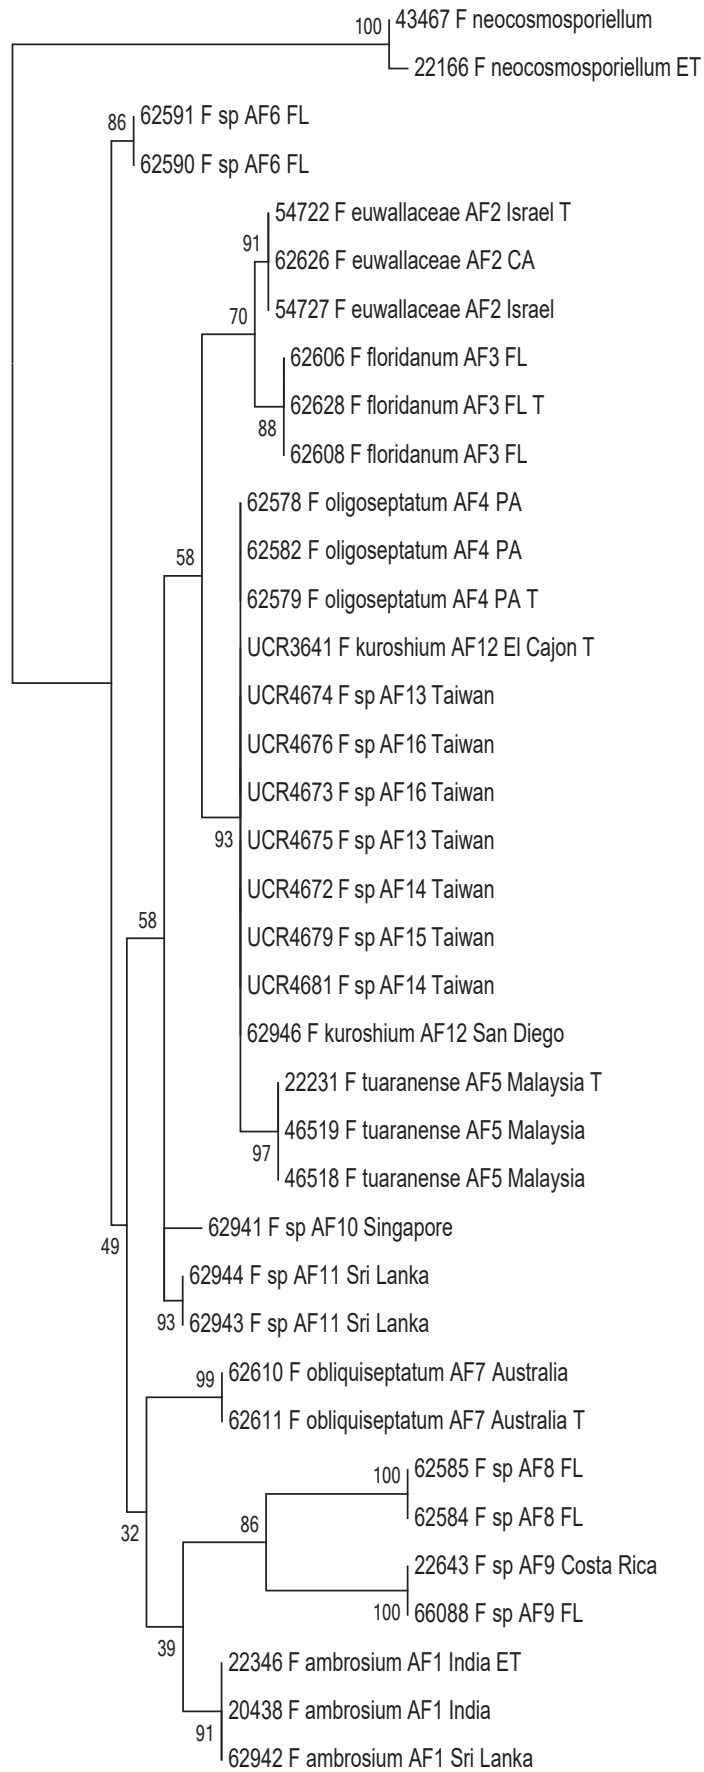 100
43467 F neocosmosporiellum
22166 F neocosmosporiellum ET
86
62591 F sp AF6 FL
62590 F sp AF6 FL
54722 F euwallaceae AF2 Israel T
91
62626 F euwallaceae AF2 CA
54727 F euwallaceae AF2 Israel
70
62606 F floridanum AF3 FL
62628 F floridanum AF3 FL T
88
62608 F floridanum AF3 FL
62578 F oligoseptatum AF4 PA
62582 F oligoseptatum AF4 PA
58
62579 F oligoseptatum AF4 PA T
UCR3641 F kuroshium AF12 El Cajon T
UCR4674 F sp AF13 Taiwan
UCR4676 F sp AF16 Taiwan
UCR4673 F sp AF16 Taiwan
93
UCR4675 F sp AF13 Taiwan
UCR4672 F sp AF14 Taiwan
58
UCR4679 F sp AF15 Taiwan
UCR4681 F sp AF14 Taiwan
62946 F kuroshium AF12 San Diego
22231 F tuaranense AF5 Malaysia T
46519 F tuaranense AF5 Malaysia
97
46518 F tuaranense AF5 Malaysia
62941 F sp AF10 Singapore
49
62944 F sp AF11 Sri Lanka
93
62943 F sp AF11 Sri Lanka
99
62610 F obliquiseptatum AF7 Australia
62611 F obliquiseptatum AF7 Australia T
100
62585 F sp AF8 FL
62584 F sp AF8 FL
86
32
22643 F sp AF9 Costa Rica
100
66088 F sp AF9 FL
39
22346 F ambrosium AF1 India ET
20438 F ambrosium AF1 India
91
62942 F ambrosium AF1 Sri Lanka